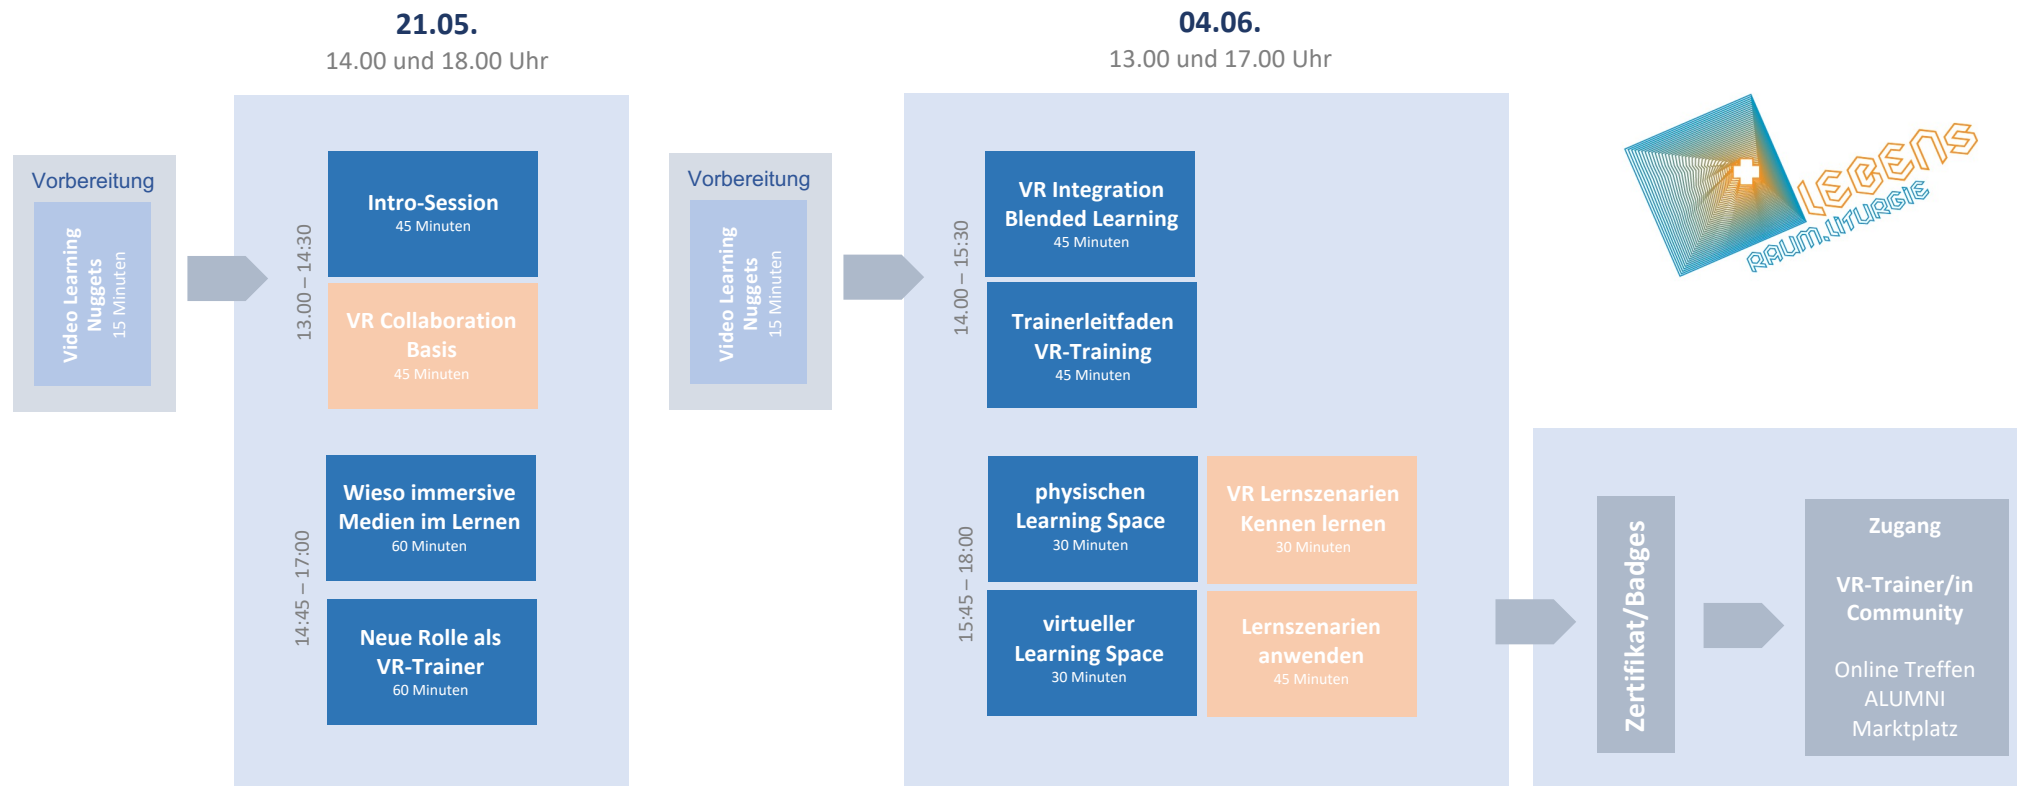 21.05.
14.00 und 18.00 Uhr
Vorbereitung
Video Learning
Nuggets
15 Minuten
13.00 – 14:30
Intro-Session
45 Minuten
VR Collaboration
Basis
45 Minuten
14:45 – 17:00
Wieso immersive
Medien im Lernen
60 Minuten
Neue Rolle als
VR-Trainer
60 Minuten
04.06.
13.00 und 17.00 Uhr
Vorbereitung
Video Learning
Nuggets
15 Minuten
14.00 – 15:30
VR Integration
Blended Learning
45 Minuten
Trainerleitfaden
VR-Training
45 Minuten
15:45 – 18:00
physischen
Learning Space
30 Minuten
VR Lernszenarien
Kennen lernen
30 Minuten
virtueller
Learning Space
30 Minuten
Lernszenarien
anwenden
45 Minuten
LEBENS
RAUM.LITURGIE
Zertifikat/Badges
Zugang
VR-Trainer/in
Community
Online Treffen
ALUMNI
Marktplatz